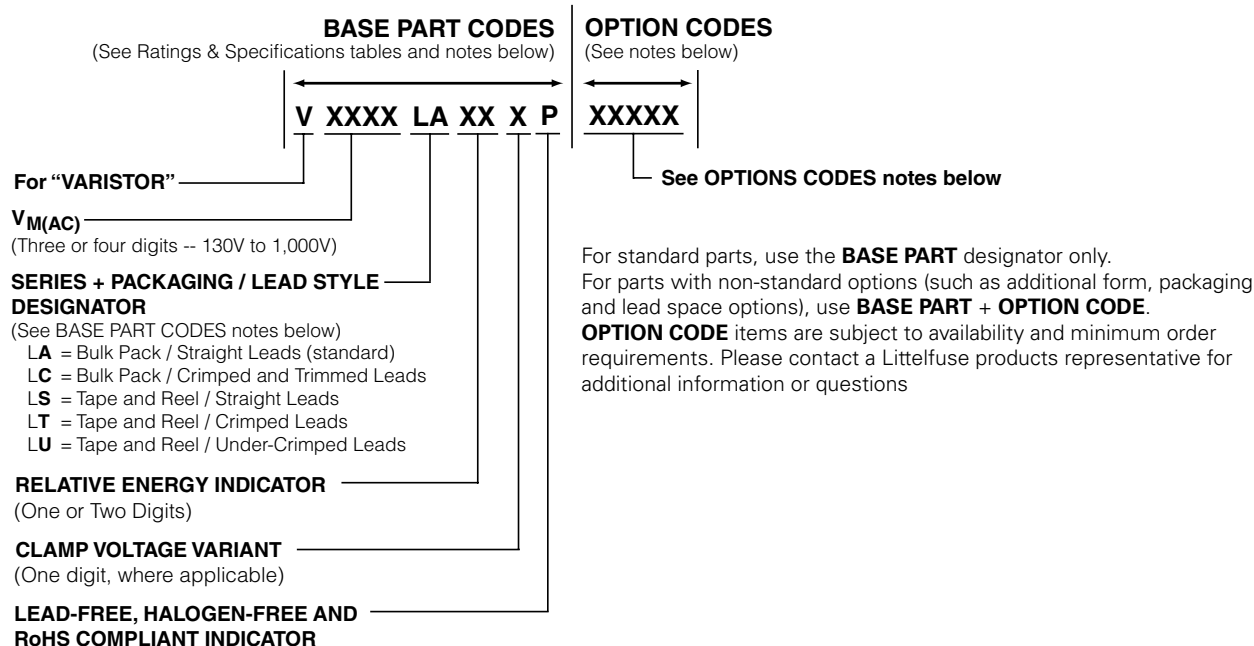 BASE PART CODES
(See Ratings & Specifications tables and notes below)
OPTION CODES
(See notes below)
V XXXX LA XX X P XXXXX
For “VARISTOR”
See OPTIONS CODES notes below
VM(AC)
(Three or four digits -- 130V to 1,000V)
SERIES + PACKAGING / LEAD STYLE
DESIGNATOR
(See BASE PART CODES notes below)
LA = Bulk Pack / Straight Leads (standard)
LC = Bulk Pack / Crimped and Trimmed Leads
LS = Tape and Reel / Straight Leads
LT = Tape and Reel / Crimped Leads
LU = Tape and Reel / Under-Crimped Leads
RELATIVE ENERGY INDICATOR
(One or Two Digits)
CLAMP VOLTAGE VARIANT
(One digit, where applicable)
LEAD-FREE, HALOGEN-FREE AND
RoHS COMPLIANT INDICATOR
For standard parts, use the BASE PART designator only.
For parts with non-standard options (such as additional form, packaging
and lead space options), use BASE PART + OPTION CODE.
OPTION CODE items are subject to availability and minimum order
requirements. Please contact a Littelfuse products representative for
additional information or questions